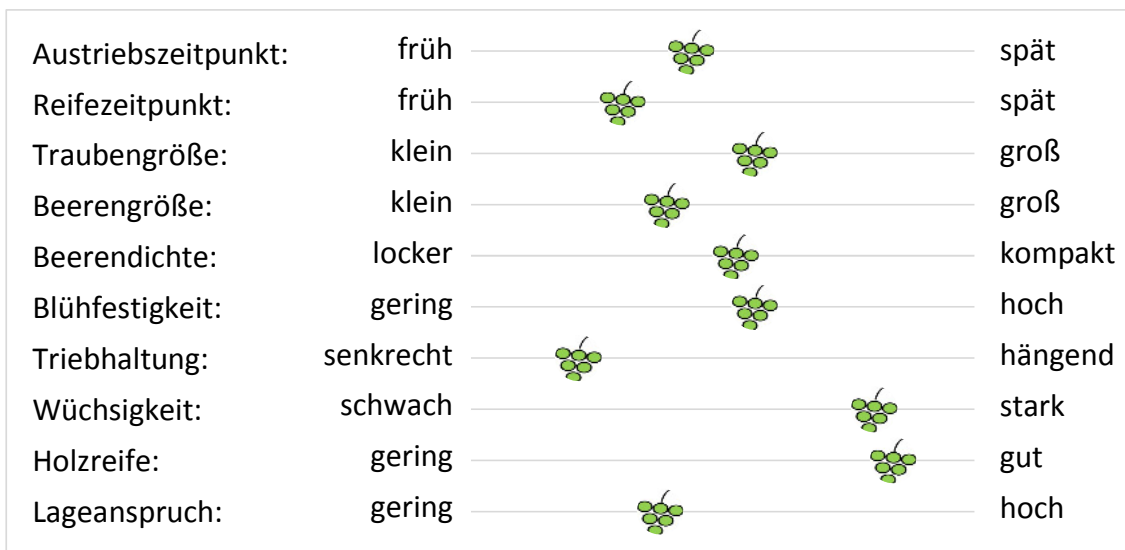 Austriebszeitpunkt: früh spät
Reifezeitpunkt: früh spät
Traubengröße: klein groß
Beerengröße: klein groß
Beerendichte: locker kompakt
Blühfestigkeit: gering hoch
Triebhaltung: senkrecht hängend
Wüchsigkeit: schwach stark
Holzreife: gering gut
Lageanspruch: gering hoch